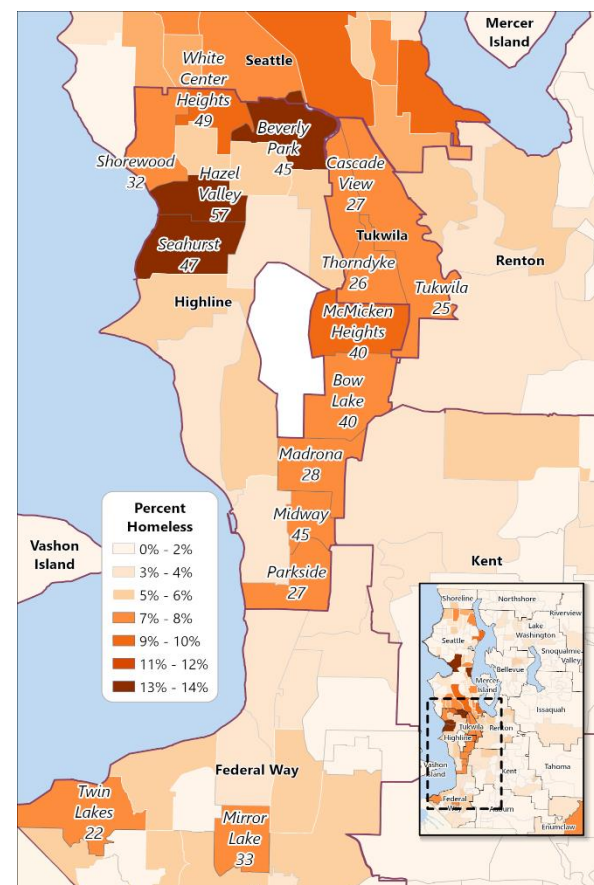 Mercer
Island
White
Center
Heights
49
Seattle
Beverly
Park
45
Shorewood
32
Hazel
Valley
57
Cascade
View
27
Seahurst
47
Tukwila
Thorndyke
26
Renton
Tukwila
25
Highline
McMicken
Heights
40
Bow
Lake
40
Madrona
28
Midway
45
Parkside
27
Percent
Homeless
0% - 2%
3% - 4%
5% - 6%
7% - 8%
9% - 10%
11% - 12%
13% - 14%
Vashon
Island
Kent
Federal Way
Twin
Lakes
22
Mirror
Lake
33
Shoreline
Northshore
Riverview
Lake
Washington
Seattle
Snoqualmie
Valley
Bellevue
Mercer
Island
Issaquah
Tukwila
Renton
Highline
Vashon
Island
Kent
Tahoma
Federal
Way
Auburn
Enumclaw